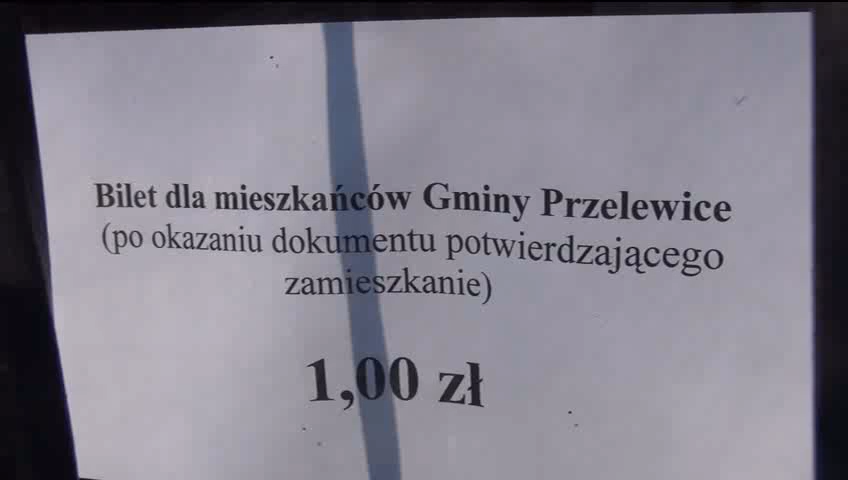 Bilet dla mieszkańców Gminy Przelewice
(po okazaniu dokumentu potwierdzającego
zamieszkanie)
1,00 zł